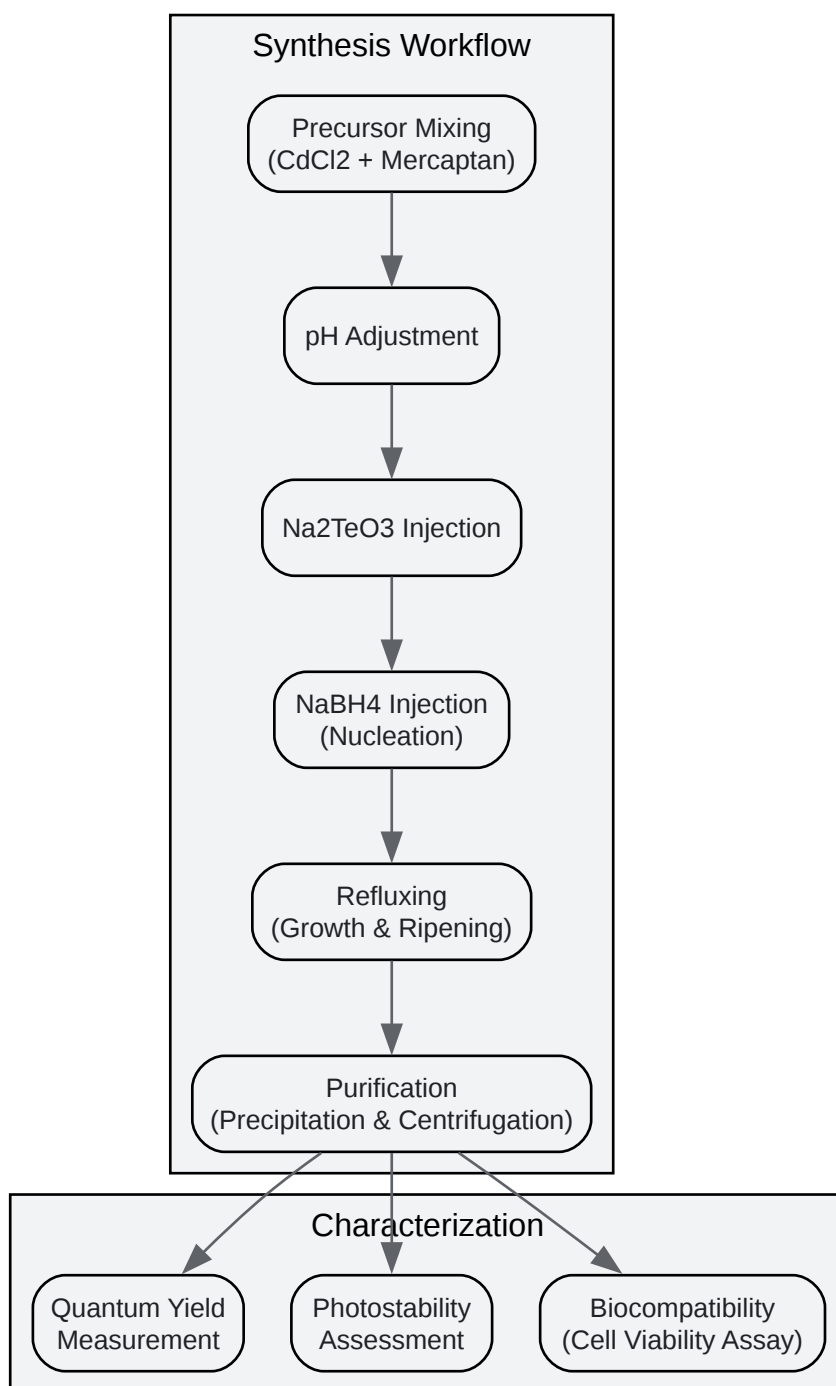 Synthesis Workflow
Precursor Mixing
(CdCl2 + Mercaptan)
pH Adjustment
Na2TeO3 Injection
NaBH4 Injection
(Nucleation)
Refluxing
(Growth & Ripening)
Purification
(Precipitation & Centrifugation)
Characterization
Quantum Yield
Measurement
Photostability
Assessment
Biocompatibility
(Cell Viability Assay)